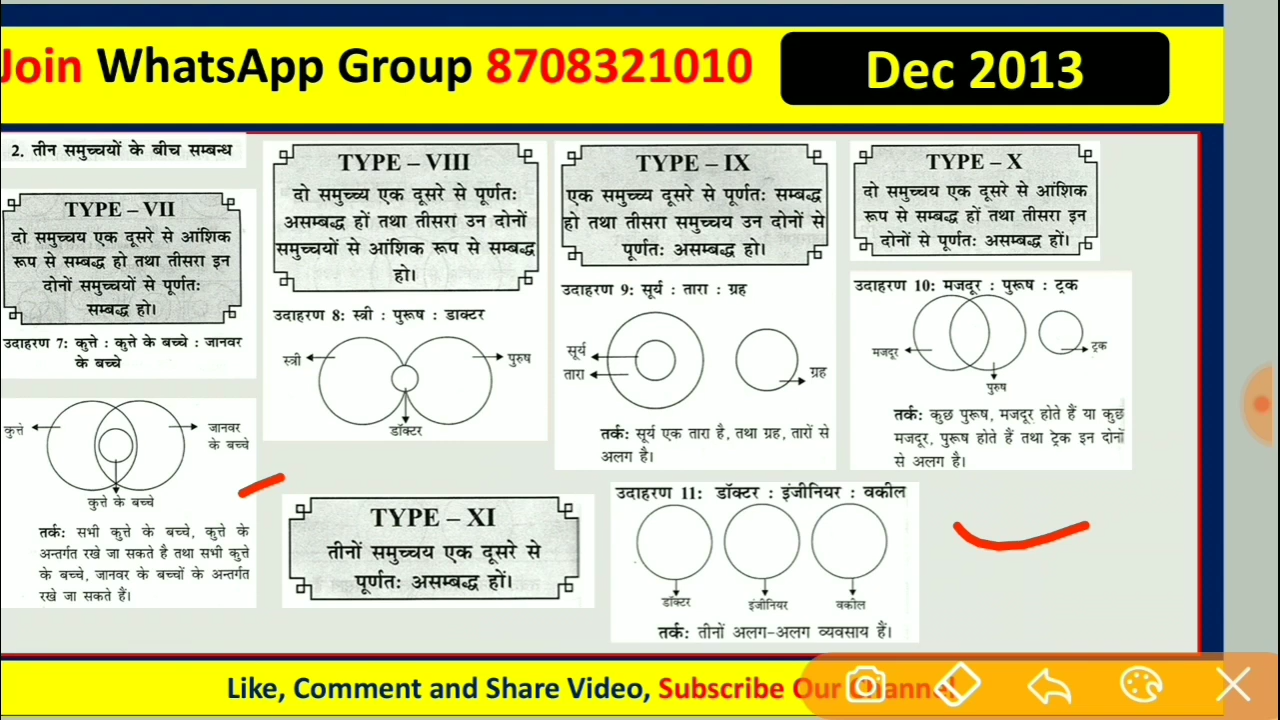 Join WhatsApp Group 8708321010
Dec 2013
2. तीन समुच्चयों के बीच सम्बन्ध
TYPE – VII
दो समुच्चय एक दूसरे से आंशिक
रूप से सम्बद्ध हो तथा तीसरा इन
दोनों समुच्चयों से पूर्णतः
सम्बद्ध हो।
उदाहरण 7: कुत्ते : कुत्ते के बच्चे : जानवर
के बच्चे
कुत्ते
जानवर
के बच्चे
कुत्ते के बच्चे
तर्क: सभी कुत्ते के बच्चे, कुत्ते के
अन्तर्गत रखे जा सकते है तथा सभी कुत्ते
के बच्चे, जानवर के बच्चों के अन्तर्गत
रखे जा सकते हैं।
TYPE – VIII
दो समुच्च्य एक दूसरे से पूर्णतः
असम्बद्ध हों तथा तीसरा उन दोनों
समुच्चयों से आंशिक रूप से सम्बद्ध
हो।
उदाहरण 8: स्त्री : पुरूष : डाक्टर
स्त्री
पुरुष
डॉक्टर
TYPE – IX
एक समुच्च्य दूसरे से पूर्णतः सम्बद्ध
हो तथा तीसरा समुच्चय उन दोनों से
पूर्णतः असम्बद्ध हो।
उदाहरण 9: सूर्य : तारा : ग्रह
सूर्य
तारा
ग्रह
तर्क: सूर्य एक तारा है, तथा ग्रह, तारों से
अलग है।
TYPE – X
दो समुच्चय एक दूसरे से आंशिक
रूप से सम्बद्ध हों तथा तीसरा इन
दोनों से पूर्णतः असम्बद्ध हों।
उदाहरण 10: मजदूर : पुरूष : ट्रक
मजदूर
ट्रक
पुरुष
तर्क: कुछ पुरूष, मजदूर होते हैं या कुछ
मजदूर, पुरूष होते हैं तथा ट्रेक इन दोनों
से अलग है।
TYPE – XI
तीनों समुच्चय एक दूसरे से
पूर्णतः असम्बद्ध हों।
उदाहरण 11: डॉक्टर : इंजीनियर : वकील
डॉक्टर
इंजीनियर
वकील
तर्क: तीनों अलग-अलग व्यवसाय हैं।
Like, Comment and Share Video, Subscribe Our Channel